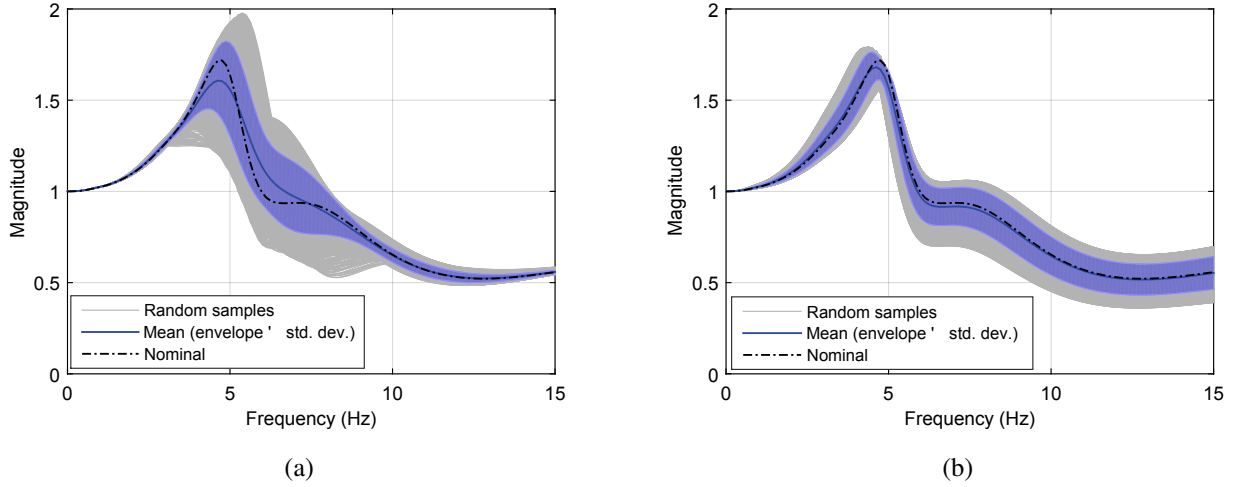 2
1.5
1
0.5
0
Magnitude
Random samples
Mean (envelope ' std. dev.)
Nominal
0 5 10 15
Frequency (Hz)
(a)
2
1.5
1
0.5
0
Magnitude
Random samples
Mean (envelope ' std. dev.)
Nominal
0 5 10 15
Frequency (Hz)
(b)